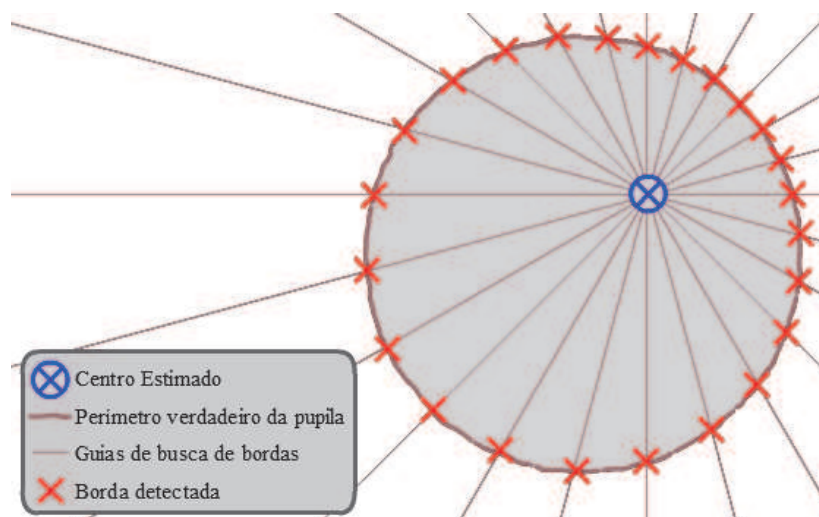 Centro Estimado
Perimetro verdadeiro da pupila
Guias de busca de bordas
Borda detectada